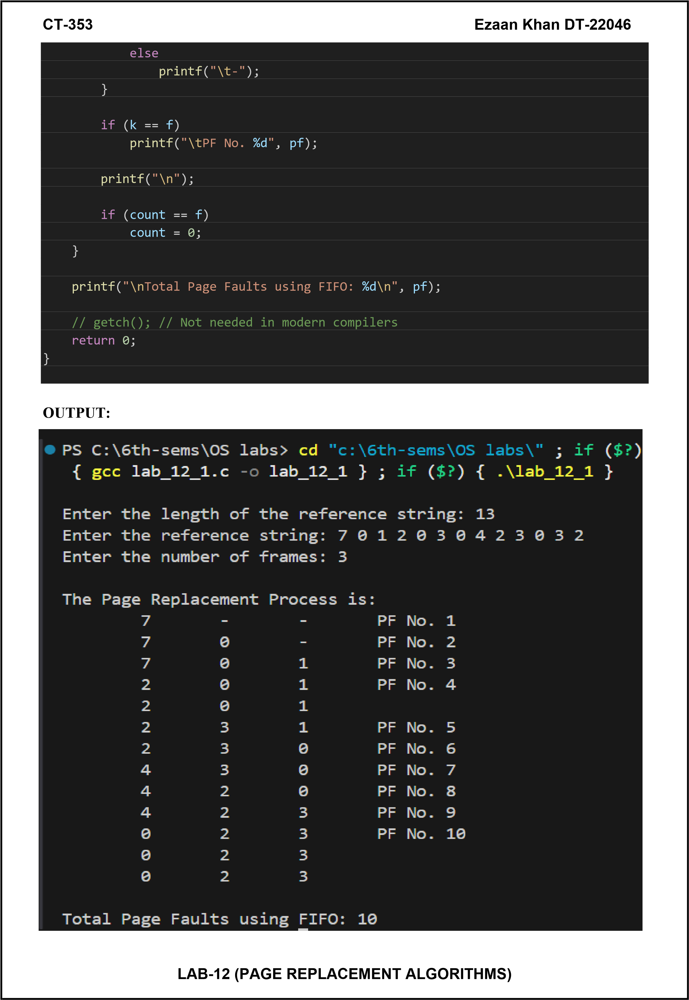 CT-353 Ezaan Khan DT-22046
else
printf("\t-");
}
if (k == f)
printf("\tPF No. %d", pf);
printf("\n");
if (count == f)
count = 0;
}
printf("\nTotal Page Faults using FIFO: %d\n", pf);
// getch(); // Not needed in modern compilers
return 0;
}
OUTPUT:
PS C:\6th-sems\OS labs> cd "c:\6th-sems\OS labs\" ; if ($?)
{ gcc lab_12_1.c -o lab_12_1 } ; if ($?) { .\lab_12_1 }
Enter the length of the reference string: 13
Enter the reference string: 7 0 1 2 0 3 0 4 2 3 0 3 2
Enter the number of frames: 3
The Page Replacement Process is:
7 - - PF No. 1
7 0 - PF No. 2
7 0 1 PF No. 3
2 0 1 PF No. 4
2 0 1
2 3 1 PF No. 5
2 3 0 PF No. 6
4 3 0 PF No. 7
4 2 0 PF No. 8
4 2 3 PF No. 9
0 2 3 PF No. 10
0 2 3
0 2 3
Total Page Faults using FIFO: 10
LAB-12 (PAGE REPLACEMENT ALGORITHMS)